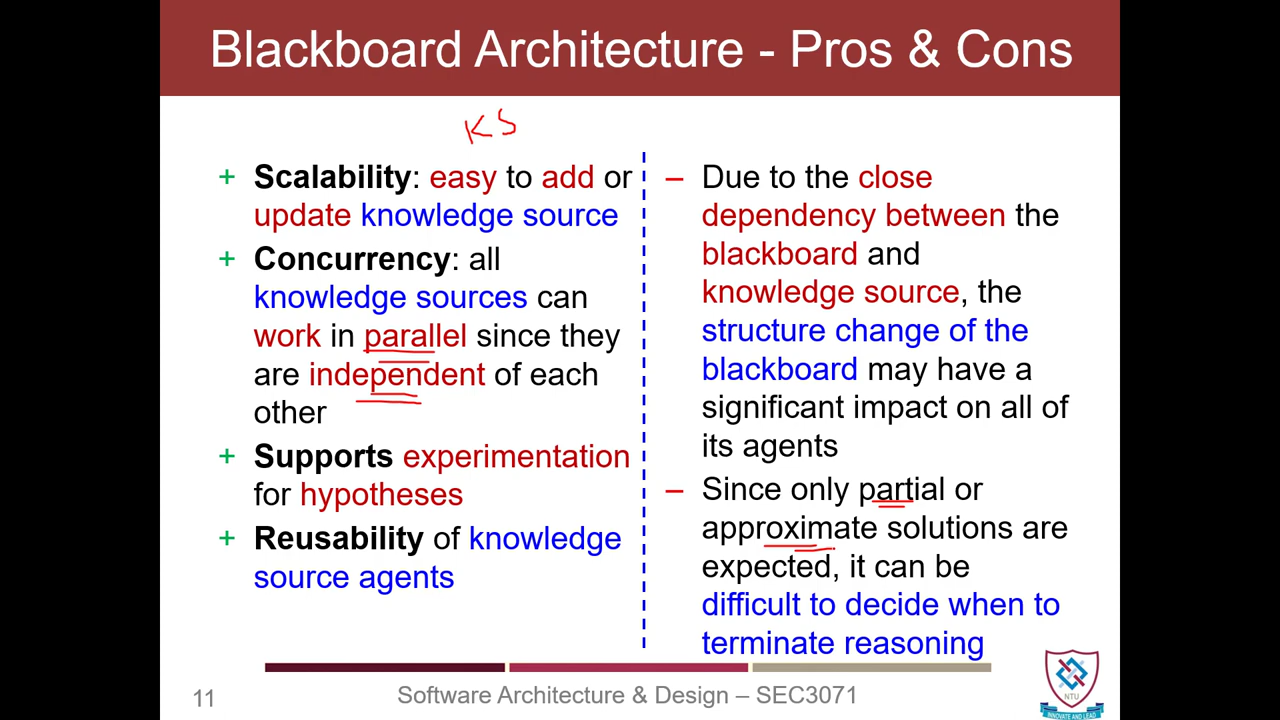 Blackboard Architecture - Pros & Cons
KS
+ Scalability: easy to add or
update knowledge source
+ Concurrency: all
knowledge sources can
work in parallel since they
are independent of each
other
+ Supports experimentation
for hypotheses
+ Reusability of knowledge
source agents
– Due to the close
dependency between the
blackboard and
knowledge source, the
structure change of the
blackboard may have a
significant impact on all of
its agents
– Since only partial or
approximate solutions are
expected, it can be
difficult to decide when to
terminate reasoning
11
Software Architecture & Design – SEC3071
NTU
INNOVATE AND LEAD